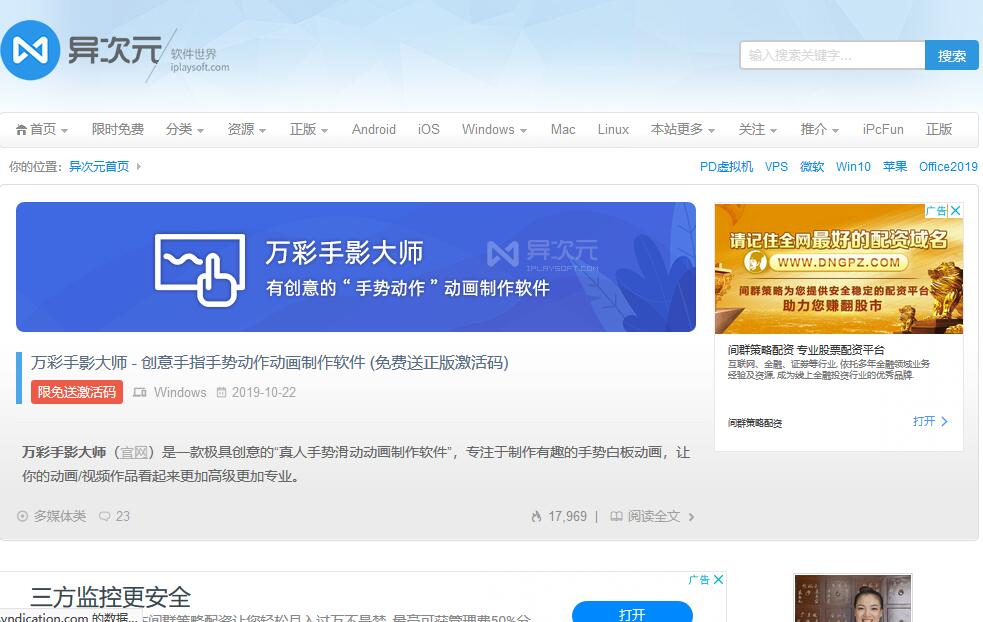 异次元
软件世界
iplaysoft.com
输入搜索关键字...
搜索
首页 限时免费 分类 资源 正版 Android iOS Windows Mac Linux 本站更多 关注 推介 iPcFun 正版
你的位置: 异次元首页
PD虚拟机 VPS 微软 Win10 苹果 Office2019
万彩手影大师
有创意的“手势动作”动画制作软件
异次元
IPLAYSOFT.COM
广告
请记住全网最好的配资域名
WWW.DNGPZ.COM
问群策略为您提供安全稳定的配资平台
助力您赚翻股市
问群策略配资 专业股票配资平台
互联网、金融、证券等行业, 依托多年金融领域业务
经验及资源, 成为线上金融投资行业的优秀品牌.
问群策略配资
打开
万彩手影大师 - 创意手指手势动作动画制作软件 (免费送正版激活码)
限免送激活码 Windows 2019-10-22
万彩手影大师（官网）是一款极具创意的“真人手势滑动动画制作软件”，专注于制作有趣的手势白板动画，让
你的动画/视频作品看起来更加高级更加专业。
多媒体类 23
17,969 | 阅读全文
广告
三方监控更安全
yndication.com 的数据...
问群策略配资让您轻松月入过万不是梦, 最高可获管理费50%分
打开